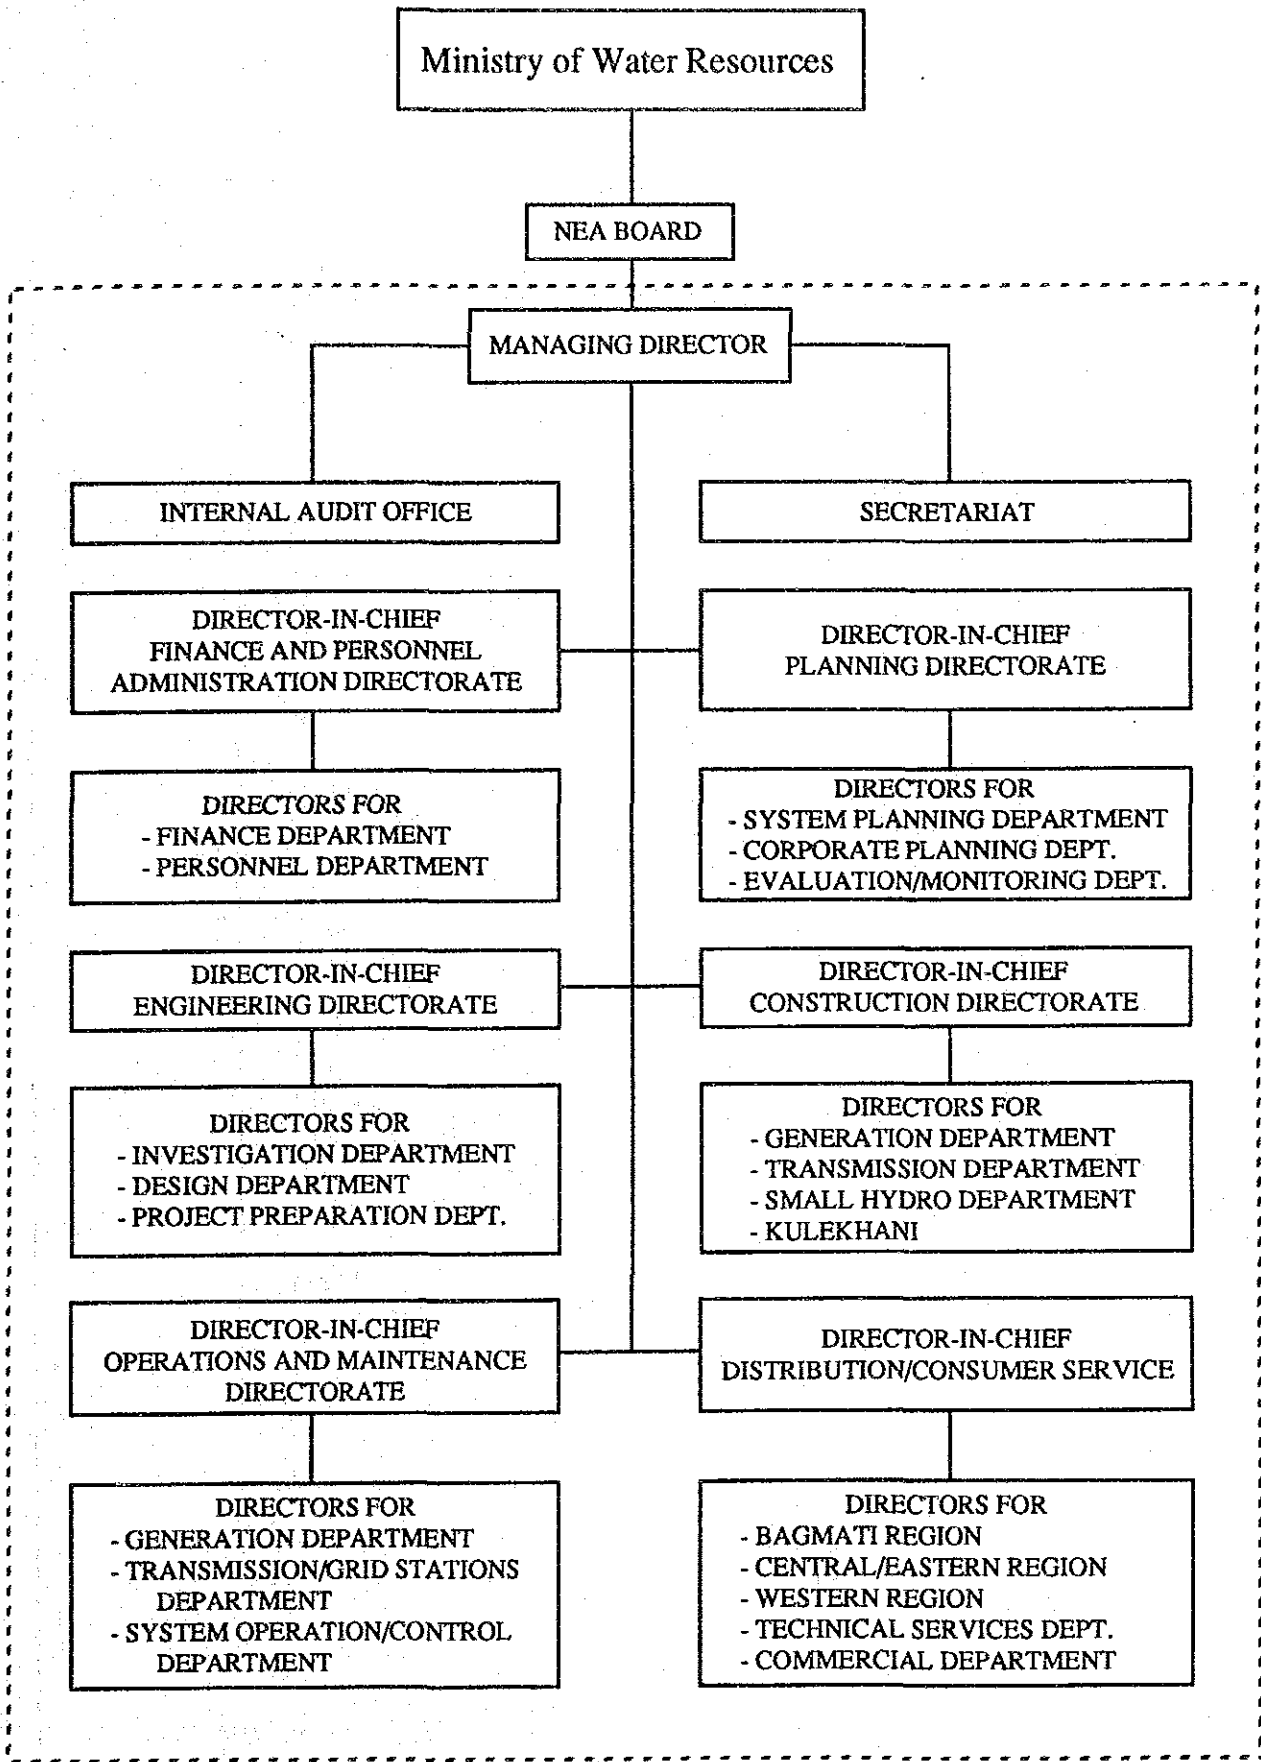 Ministry of Water Resources
NEA BOARD
MANAGING DIRECTOR
INTERNAL AUDIT OFFICE
SECRETARIAT
DIRECTOR-IN-CHIEF
FINANCE AND PERSONNEL
ADMINISTRATION DIRECTORATE
DIRECTOR-IN-CHIEF
PLANNING DIRECTORATE
DIRECTORS FOR
- FINANCE DEPARTMENT
- PERSONNEL DEPARTMENT
DIRECTORS FOR
- SYSTEM PLANNING DEPARTMENT
- CORPORATE PLANNING DEPT.
- EVALUATION/MONITORING DEPT.
DIRECTOR-IN-CHIEF
ENGINEERING DIRECTORATE
DIRECTOR-IN-CHIEF
CONSTRUCTION DIRECTORATE
DIRECTORS FOR
- INVESTIGATION DEPARTMENT
- DESIGN DEPARTMENT
- PROJECT PREPARATION DEPT.
DIRECTORS FOR
- GENERATION DEPARTMENT
- TRANSMISSION DEPARTMENT
- SMALL HYDRO DEPARTMENT
- KULEKHANI
DIRECTOR-IN-CHIEF
OPERATIONS AND MAINTENANCE
DIRECTORATE
DIRECTOR-IN-CHIEF
DISTRIBUTION/CONSUMER SERVICE
DIRECTORS FOR
- GENERATION DEPARTMENT
- TRANSMISSION/GRID STATIONS
DEPARTMENT
- SYSTEM OPERATION/CONTROL
DEPARTMENT
DIRECTORS FOR
- BAGMATI REGION
- CENTRAL/EASTERN REGION
- WESTERN REGION
- TECHNICAL SERVICES DEPT.
- COMMERCIAL DEPARTMENT